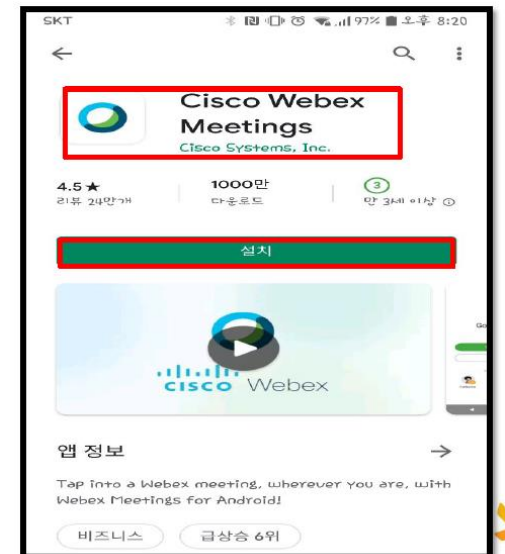 SKT 97% 오후 8:20
Cisco Webex
Meetings
Cisco Systems, Inc.
4.5★ 1000만 3
리뷰 24만개 다운로드 만 3세 이상
설치
cisco Webex
앱 정보
Tap into a Webex meeting, wherever you are, with
Webex Meetings for Android!
비즈니스 급상승 6위